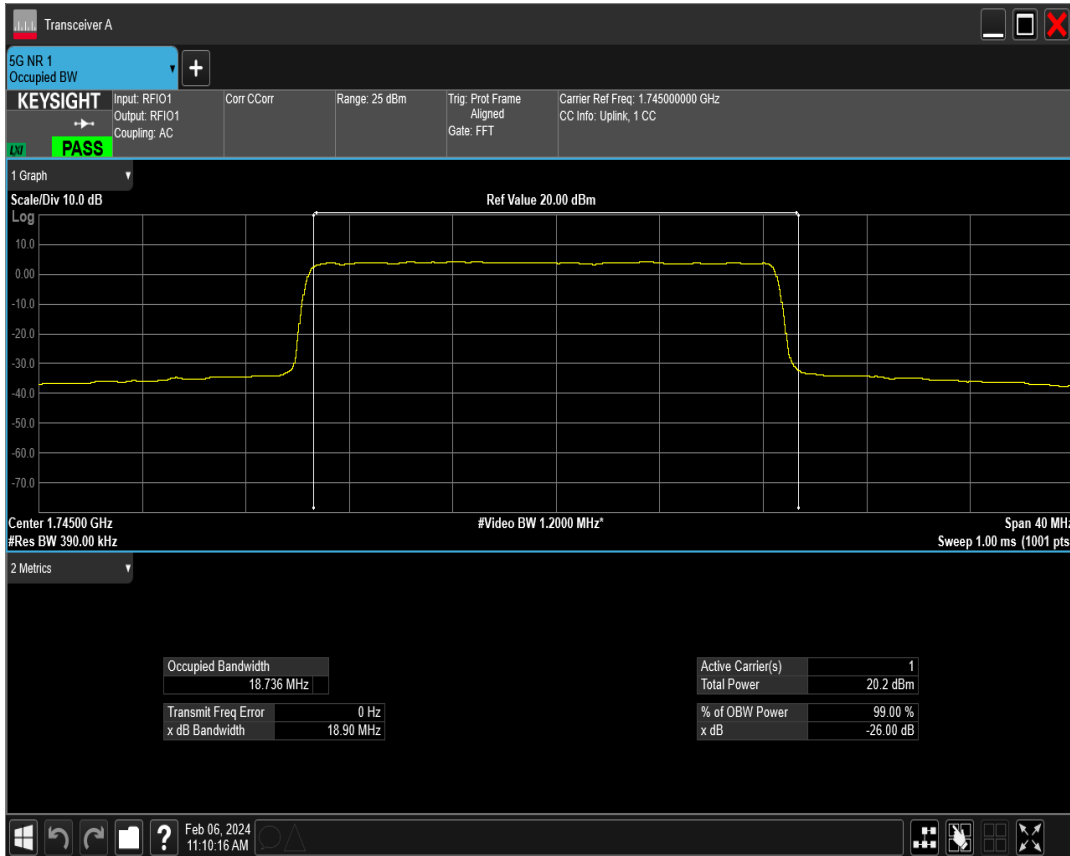 Transceiver A
5G NR 1
Occupied BW
KEYSIGHT
LXI
PASS
Input: RFIO1
Output: RFIO1
Coupling: AC
Corr CCorr
Range: 25 dBm
Trig: Prot Frame
Aligned
Gate: FFT
Carrier Ref Freq: 1.745000000 GHz
CC Info: Uplink, 1 CC
1 Graph
Scale/Div 10.0 dB
Ref Value 20.00 dBm
Log
10.0
0.00
-10.0
-20.0
-30.0
-40.0
-50.0
-60.0
-70.0
Center 1.74500 GHz
#Video BW 1.2000 MHz*
Span 40 MHz
#Res BW 390.00 kHz
Sweep 1.00 ms (1001 pts
2 Metrics
Occupied Bandwidth
18.736 MHz
Transmit Freq Error 0 Hz
x dB Bandwidth 18.90 MHz
Active Carrier(s) 1
Total Power 20.2 dBm
% of OBW Power 99.00 %
x dB -26.00 dB
?
Feb 06, 2024
11:10:16 AM